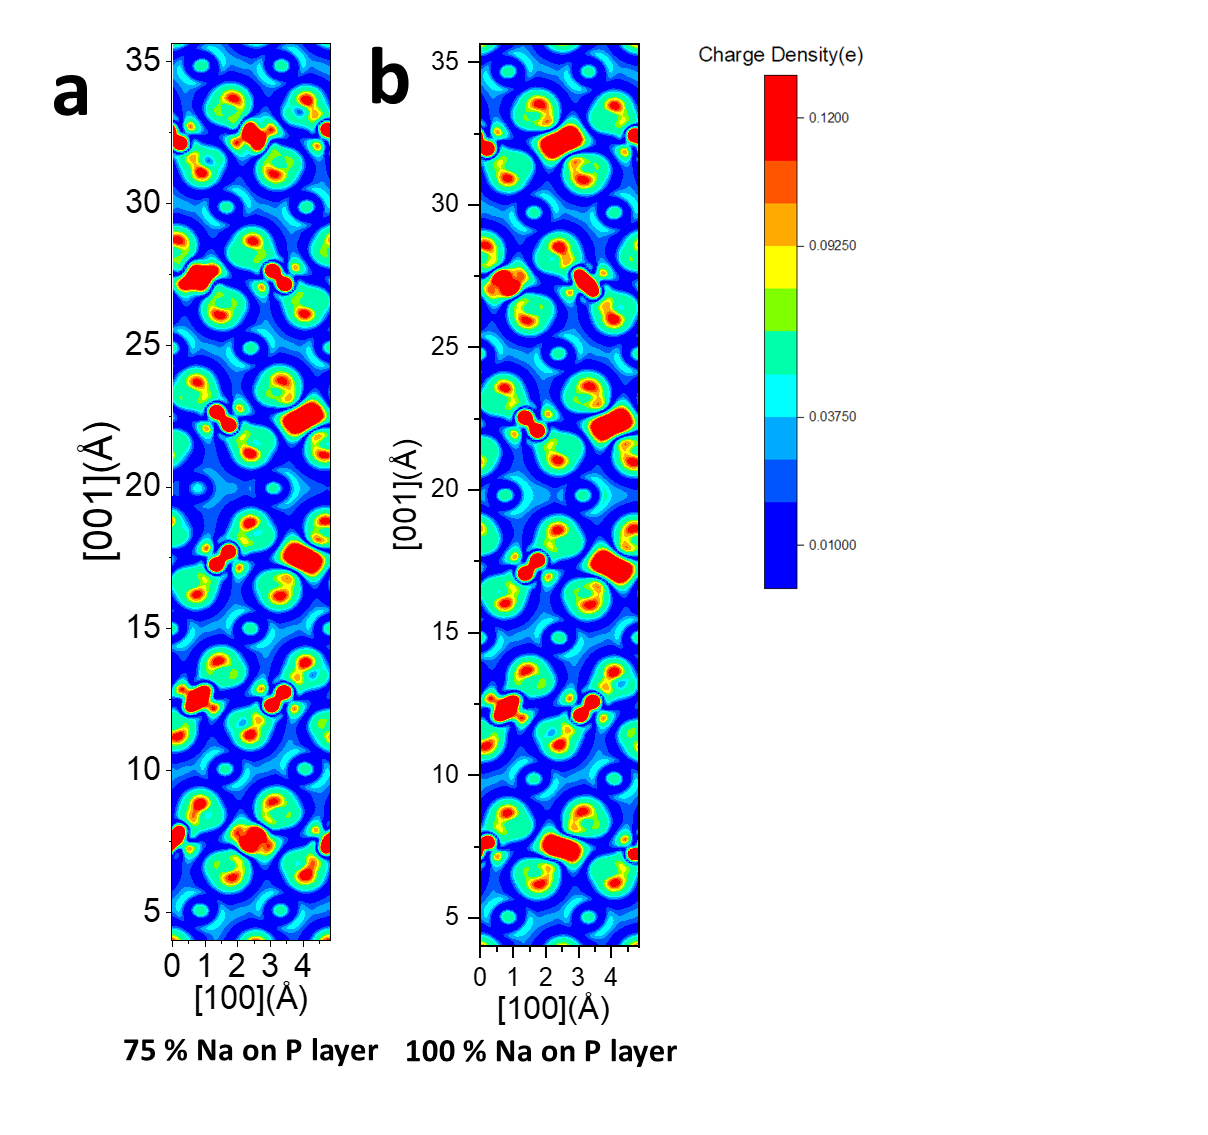 a
b
Charge Density(e)
0.1200
0.09250
0.03750
0.01000
35
30
25
20
15
10
5
[001](Å)
0 1 2 3 4
[100](Å)
75 % Na on P layer
35
30
25
20
15
10
5
[001](Å)
0 1 2 3 4
[100](Å)
100 % Na on P layer